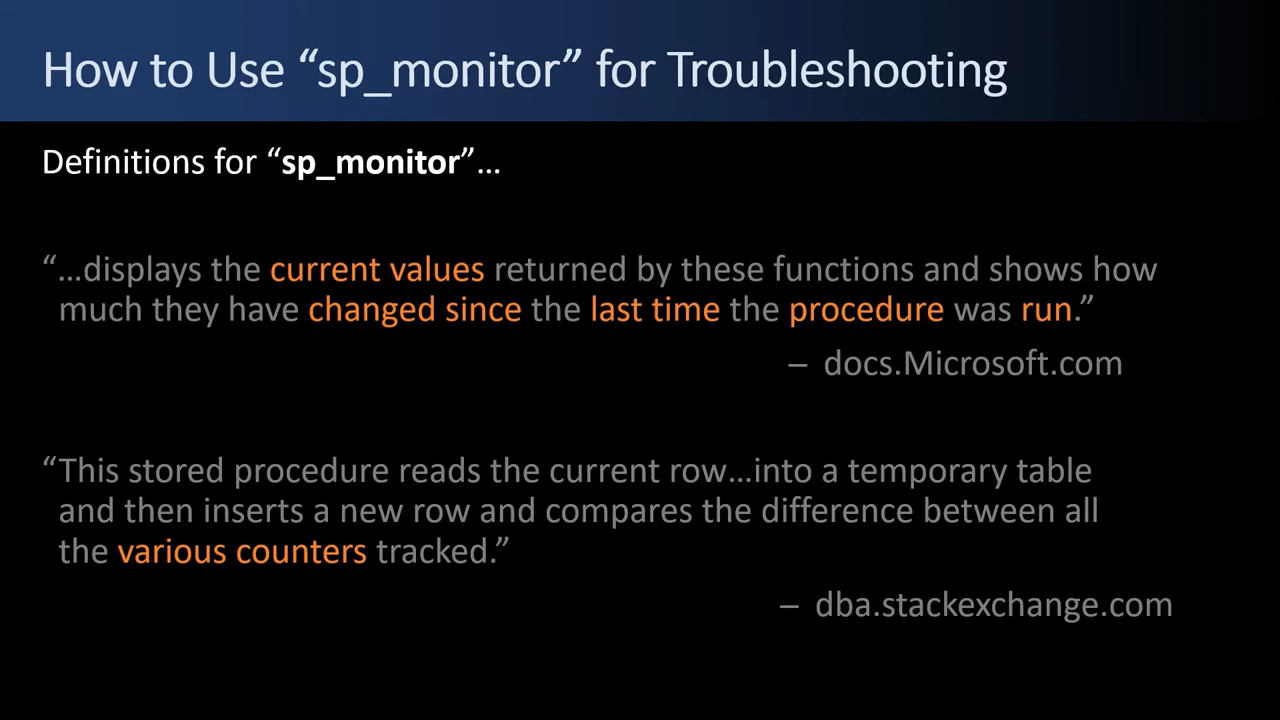 How to Use “sp_monitor” for Troubleshooting
Definitions for “sp_monitor”…
“…displays the current values returned by these functions and shows how
much they have changed since the last time the procedure was run.”
– docs.Microsoft.com
“This stored procedure reads the current row…into a temporary table
and then inserts a new row and compares the difference between all
the various counters tracked.”
– dba.stackexchange.com